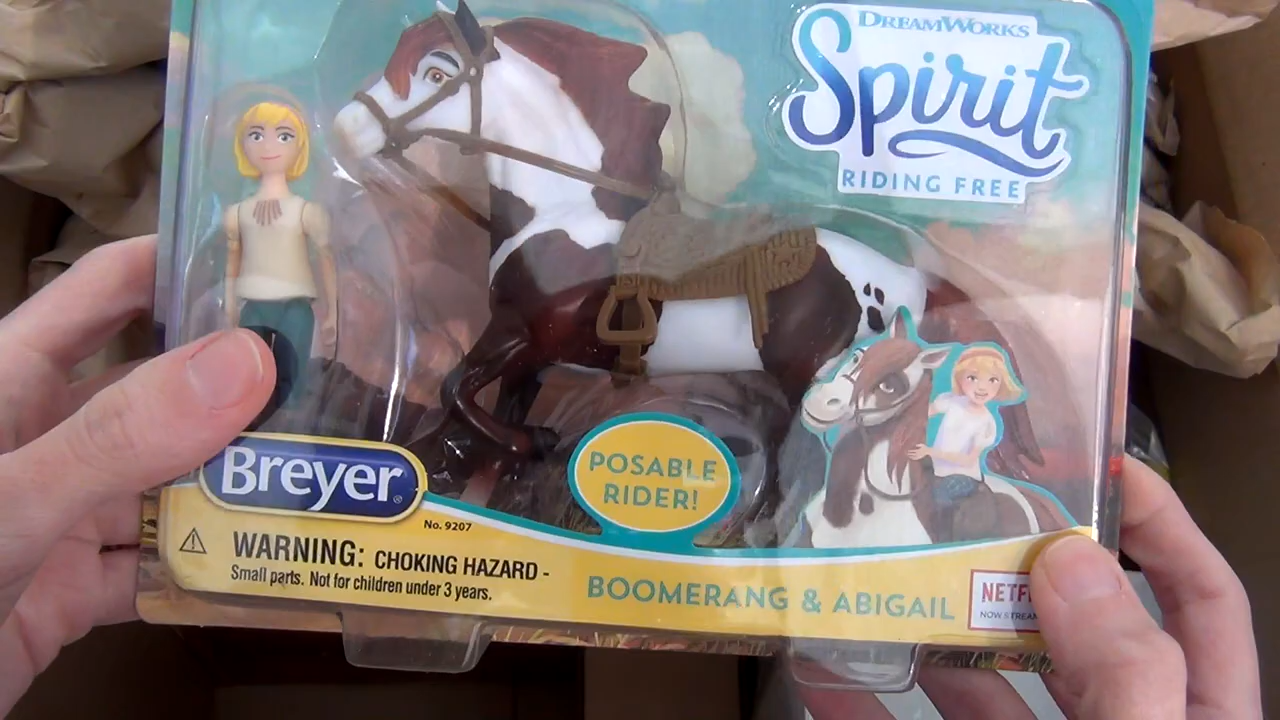 DREAMWORKS
Spirit
RIDING FREE
POSABLE
RIDER!
Breyer®
No. 9207
WARNING: CHOKING HAZARD -
Small parts. Not for children under 3 years.
BOOMERANG & ABIGAIL
NOW